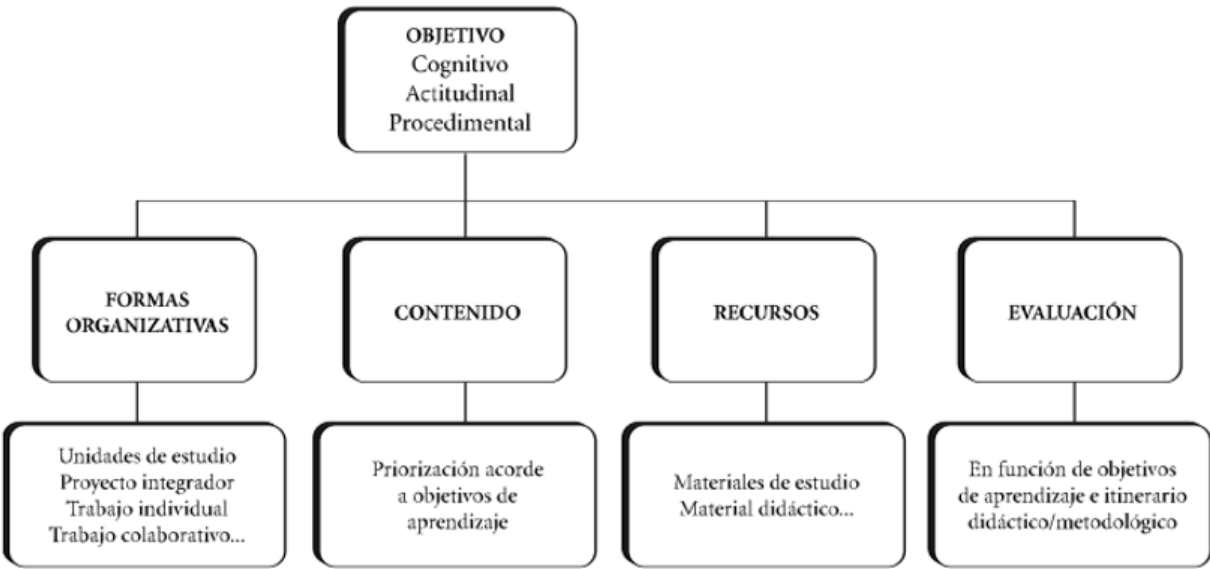 OBJETIVO
Cognitivo
Actitudinal
Procedimental
FORMAS
ORGANIZATIVAS
CONTENIDO
RECURSOS
EVALUACIÓN
Unidades de estudio
Proyecto integrador
Trabajo individual
Trabajo colaborativo...
Priorización acorde
a objetivos de
aprendizaje
Materiales de estudio
Material didáctico...
En función de objetivos
de aprendizaje e itinerario
didáctico/metodológico